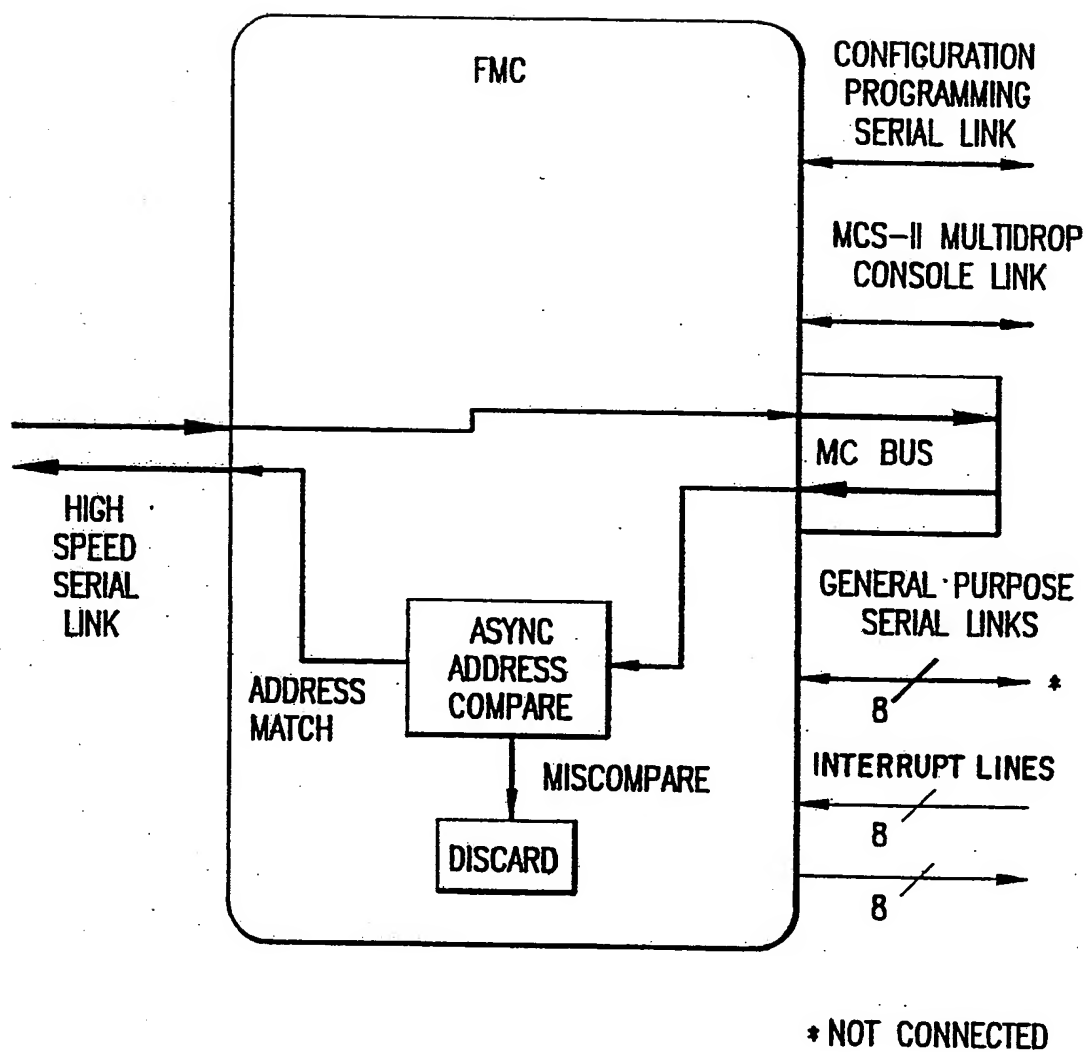 FMC
CONFIGURATION
PROGRAMMING
SERIAL LINK
MCS-II MULTIDROP
CONSOLE LINK
MC BUS
HIGH
SPEED
SERIAL
LINK
GENERAL PURPOSE
SERIAL LINKS
8
*
ASYNC
ADDRESS
COMPARE
ADDRESS
MATCH
MISCOMPARE
INTERRUPT LINES
8
DISCARD
8
* NOT CONNECTED